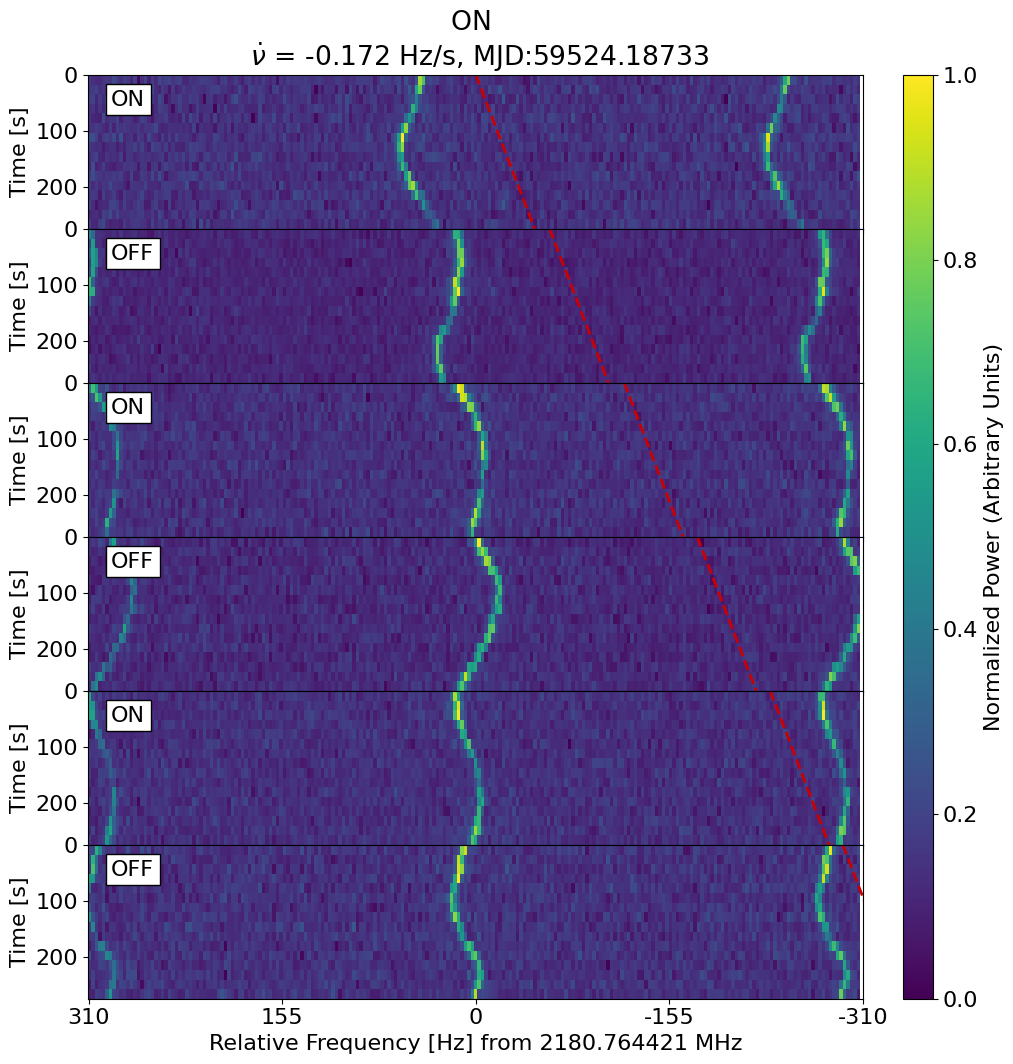 ON
ν̇ = -0.172 Hz/s, MJD:59524.18733
0
ON
100
200
Time [s]
0
OFF
100
200
Time [s]
0
ON
100
200
Time [s]
0
OFF
100
200
Time [s]
0
ON
100
200
Time [s]
0
OFF
100
200
Time [s]
310 155 0 -155 -310
Relative Frequency [Hz] from 2180.764421 MHz
1.0
0.8
0.6
0.4
0.2
0.0
Normalized Power (Arbitrary Units)